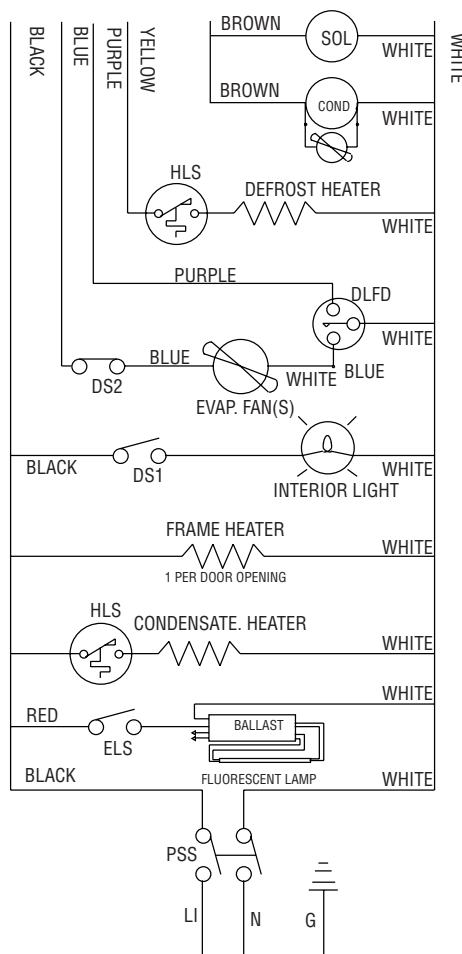 BLACK
BLUE
PURPLE
YELLOW
BROWN
SOL
WHITE
WHITE
BROWN
COND
WHITE
HLS
DEFROST HEATER
WHITE
PURPLE
DLFD
WHITE
BLUE
DS2
WHITE
BLUE
EVAP. FAN(S)
BLACK
DS1
WHITE
INTERIOR LIGHT
FRAME HEATER
WHITE
1 PER DOOR OPENING
HLS
CONDENSATE. HEATER
WHITE
WHITE
RED
BALLAST
ELS
BLACK
FLUORESCENT LAMP
WHITE
PSS
LI
N
G